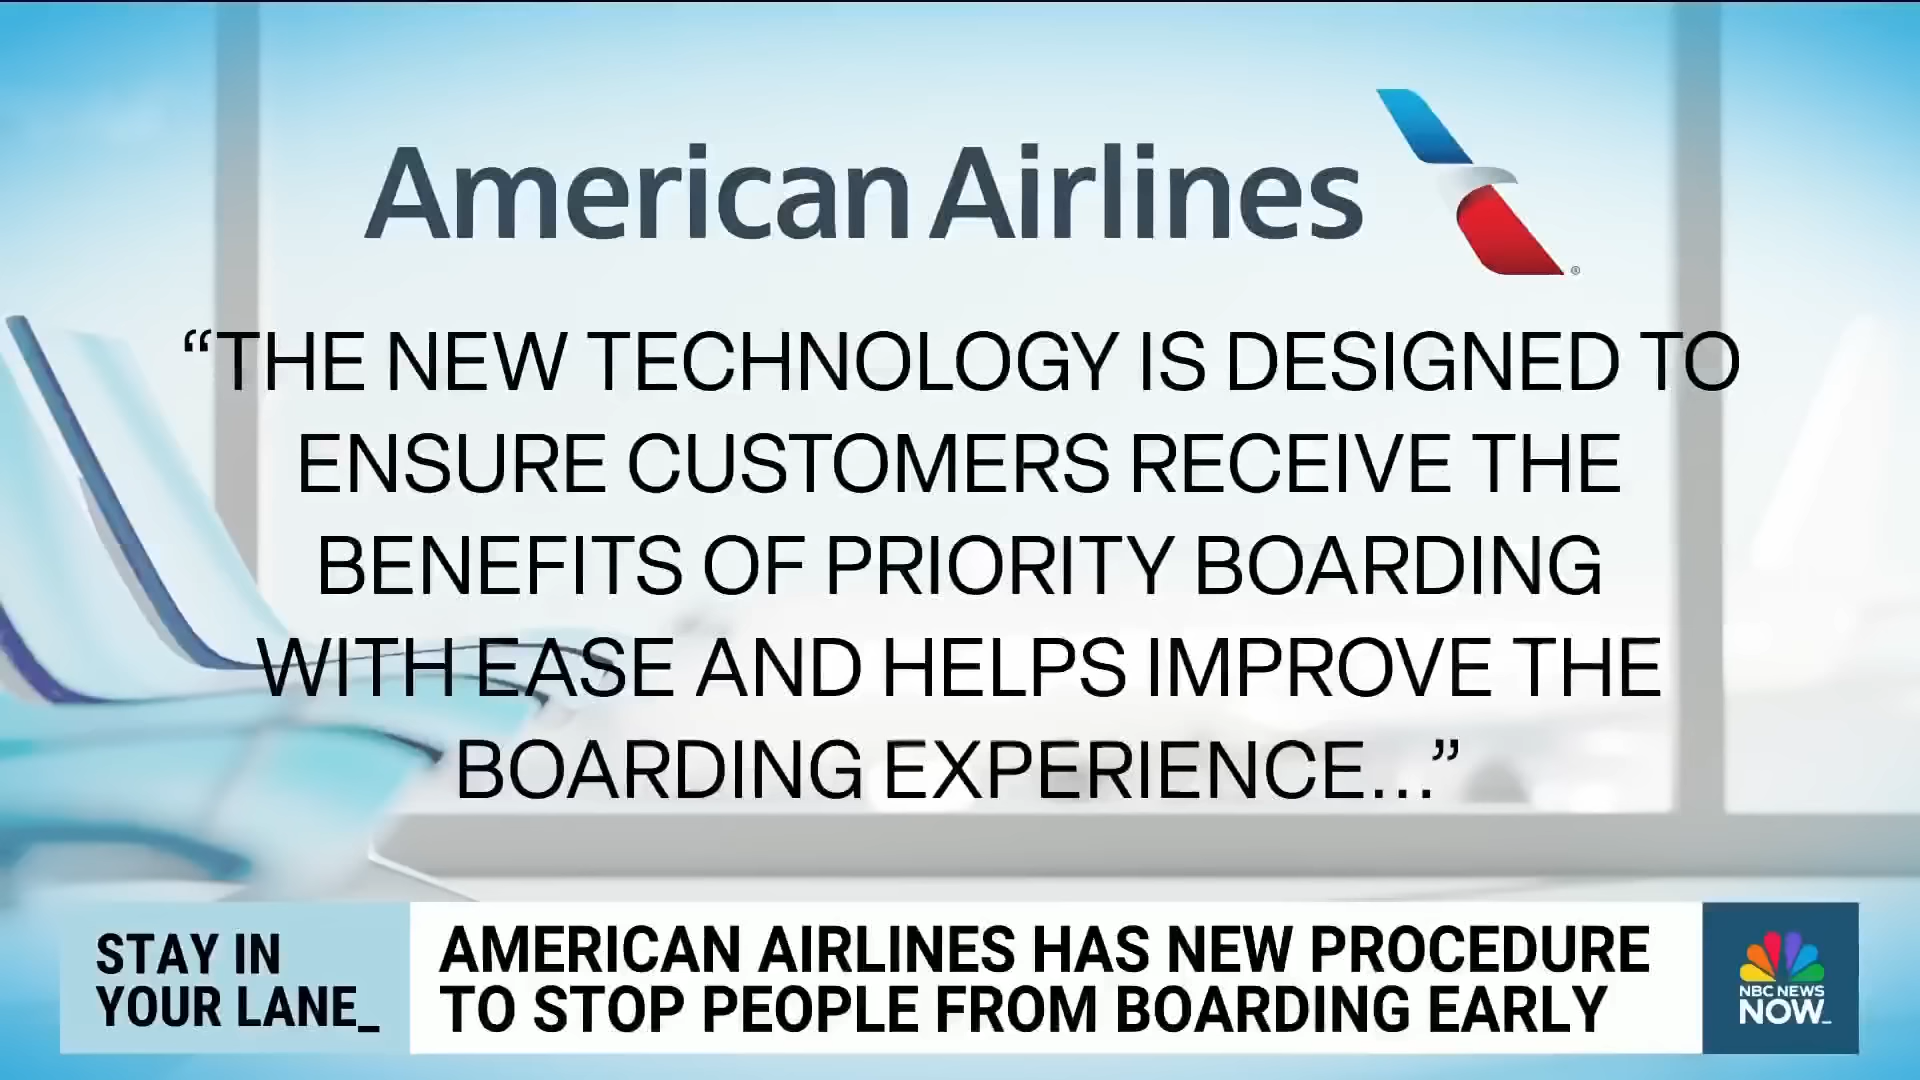 American Airlines
®
“THE NEW TECHNOLOGY IS DESIGNED TO
ENSURE CUSTOMERS RECEIVE THE
BENEFITS OF PRIORITY BOARDING
WITH EASE AND HELPS IMPROVE THE
BOARDING EXPERIENCE...”
STAY IN
YOUR LANE_
AMERICAN AIRLINES HAS NEW PROCEDURE
TO STOP PEOPLE FROM BOARDING EARLY
NBC NEWS
NOW_